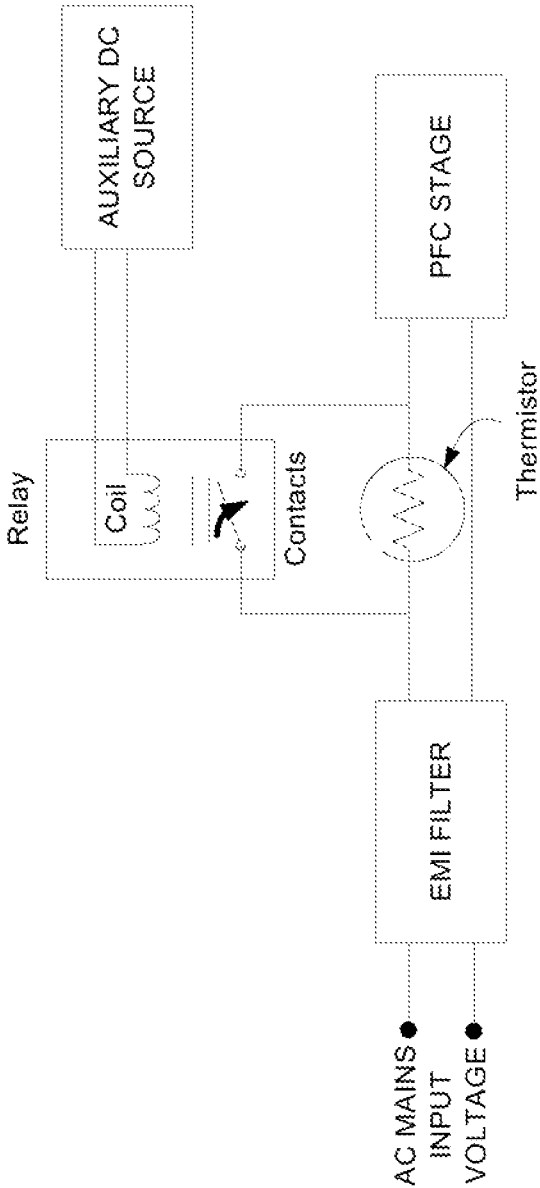 AUXILIARY DC
SOURCE
Relay
Coil
Contacts
PFC STAGE
Thermistor
EMI FILTER
AC MAINS
INPUT
VOLTAGE